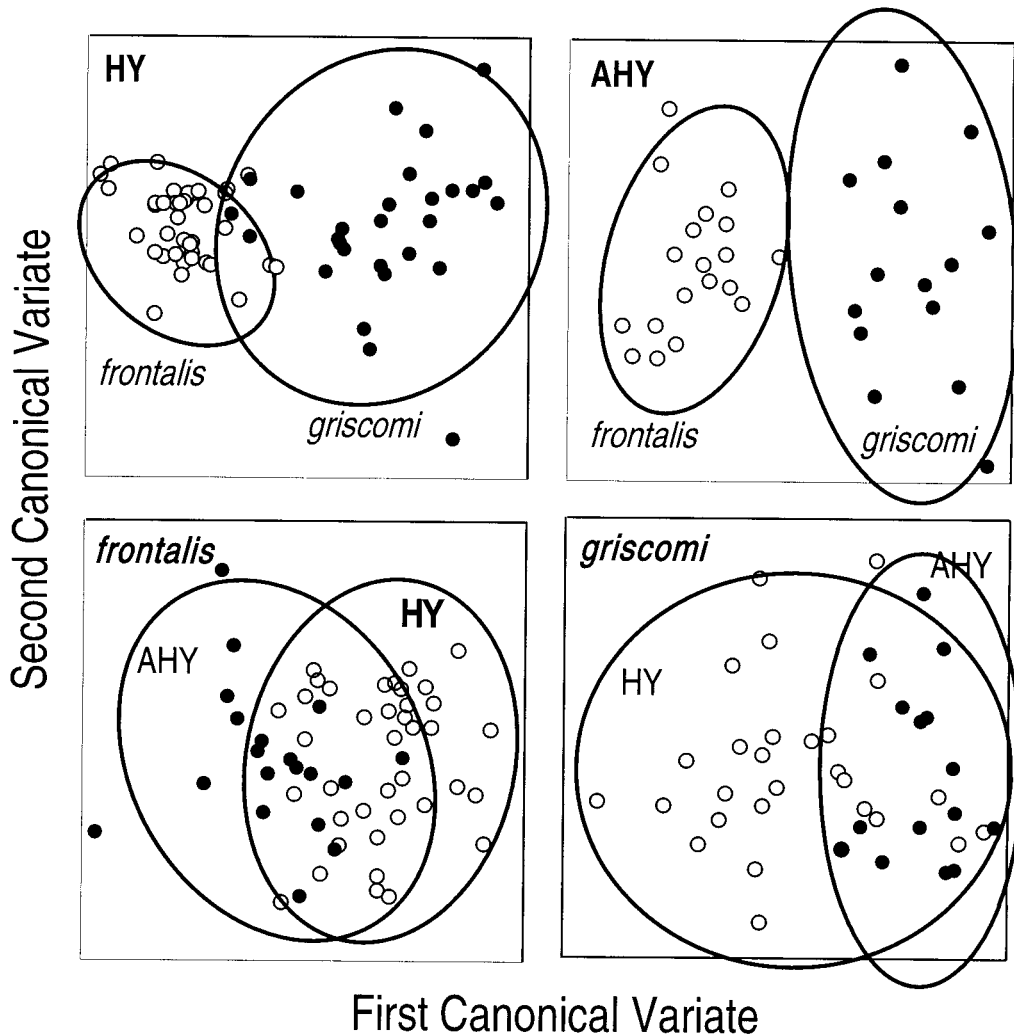 HY
frontalis
griscomi
AHY
frontalis
griscomi
frontalis
AHY
HY
griscomi
HY
AHY
Second Canonical Variate
First Canonical Variate